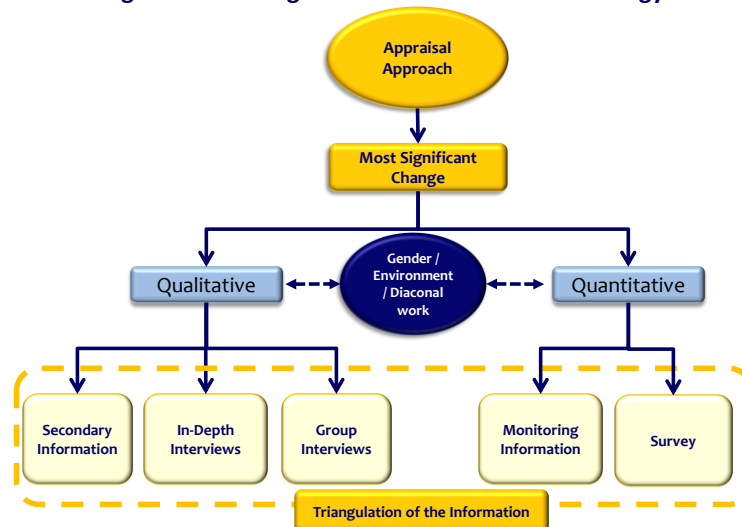 Appraisal
Approach
Most Significant
Change
Gender /
Environment
/ Diaconal
work
Qualitative
Quantitative
Secondary
Information
In-Depth
Interviews
Group
Interviews
Monitoring
Information
Survey
Triangulation of the Information